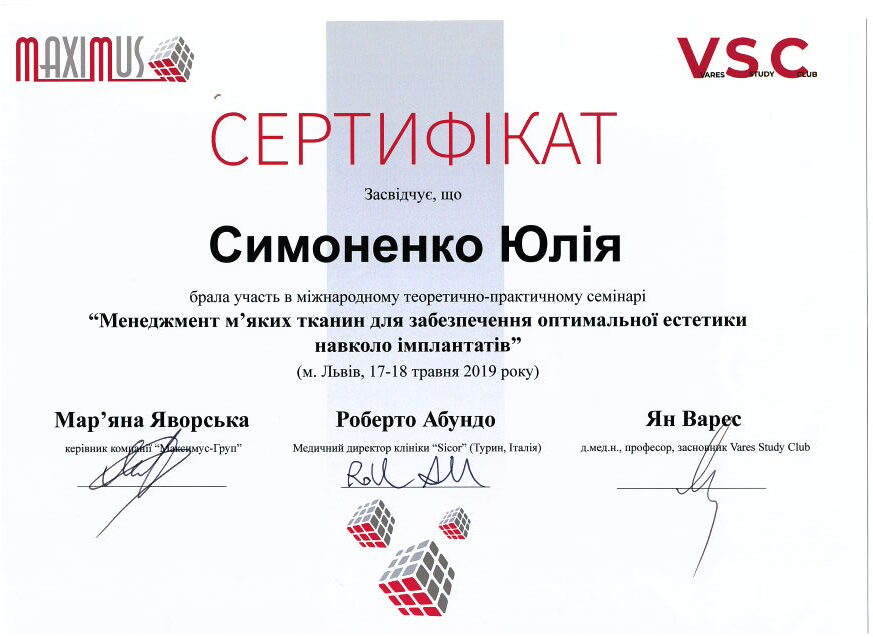 MAXIMUS
VSC
VARES STUDY CLUB
СЕРТИФІКАТ
Засвідчує, що
Симоненко Юлія
брала участь в міжнародному теоретично-практичному семінарі
“Менеджмент м’яких тканин для забезпечення оптимальної естетики
навколо імплантатів”
(м. Львів, 17-18 травня 2019 року)
Мар’яна Яворська
керівник компанії “Максимус-Груп”
Роберто Абундо
Медичний директор клініки “Sicor” (Турин, Італія)
Ян Варес
д.мед.н., професор, засновник Vares Study Club